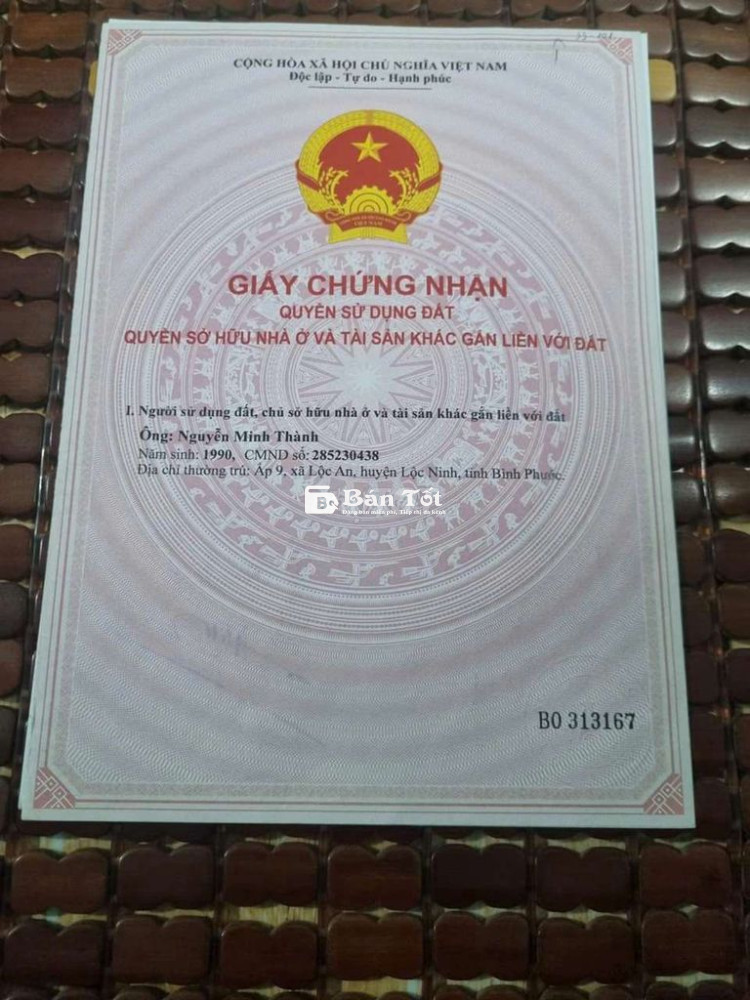 CỘNG HÒA XÃ HỘI CHỦ NGHĨA VIỆT NAM
Độc lập - Tự do - Hạnh phúc
VIỆT NAM
GIẤY CHỨNG NHẬN
QUYỀN SỬ DỤNG ĐẤT
QUYỀN SỞ HỮU NHÀ Ở VÀ TÀI SẢN KHÁC GẮN LIỀN VỚI ĐẤT
I. Người sử dụng đất, chủ sở hữu nhà ở và tài sản khác gắn liền với đất
Ông: Nguyễn Minh Thành
Năm sinh: 1990, CMND số: 285230438
Địa chỉ thường trú: Ấp 9, xã Lộc An, huyện Lộc Ninh, tỉnh Bình Phước.
Bán Tốt
BO 313167